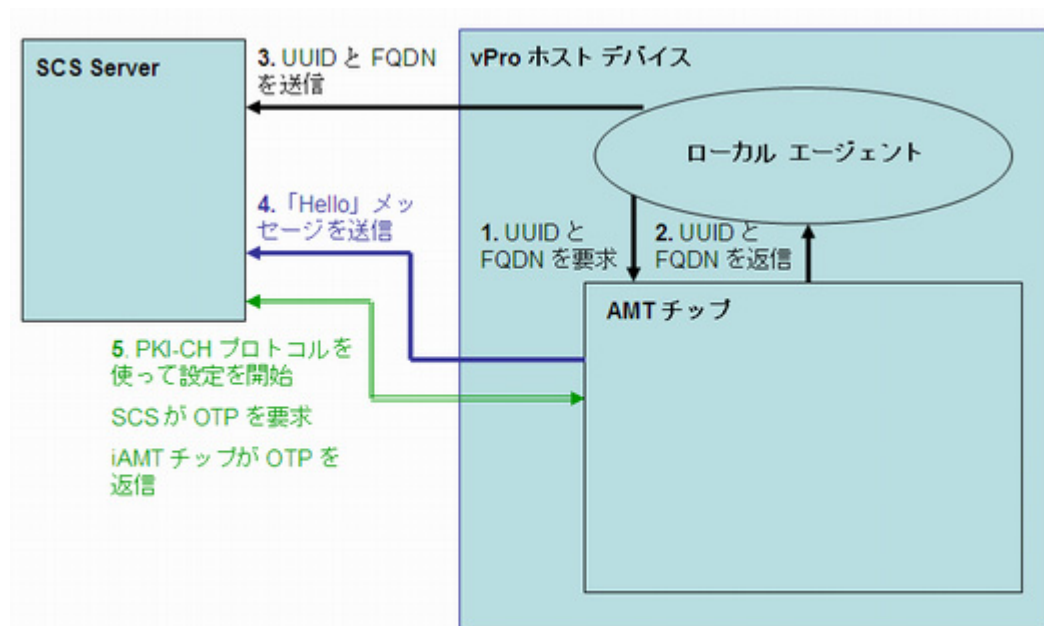 SCS Server
3. UUID と FQDN
を送信
vPro ホスト デバイス
ローカル エージェント
4.「Hello」メッ
セージを送信
1. UUID と
FQDN を要求
2. UUID と
FQDN を返信
AMT チップ
5. PKI-CH プロトコルを
使って設定を開始
SCS が OTP を要求
iAMT チップが OTP を
返信